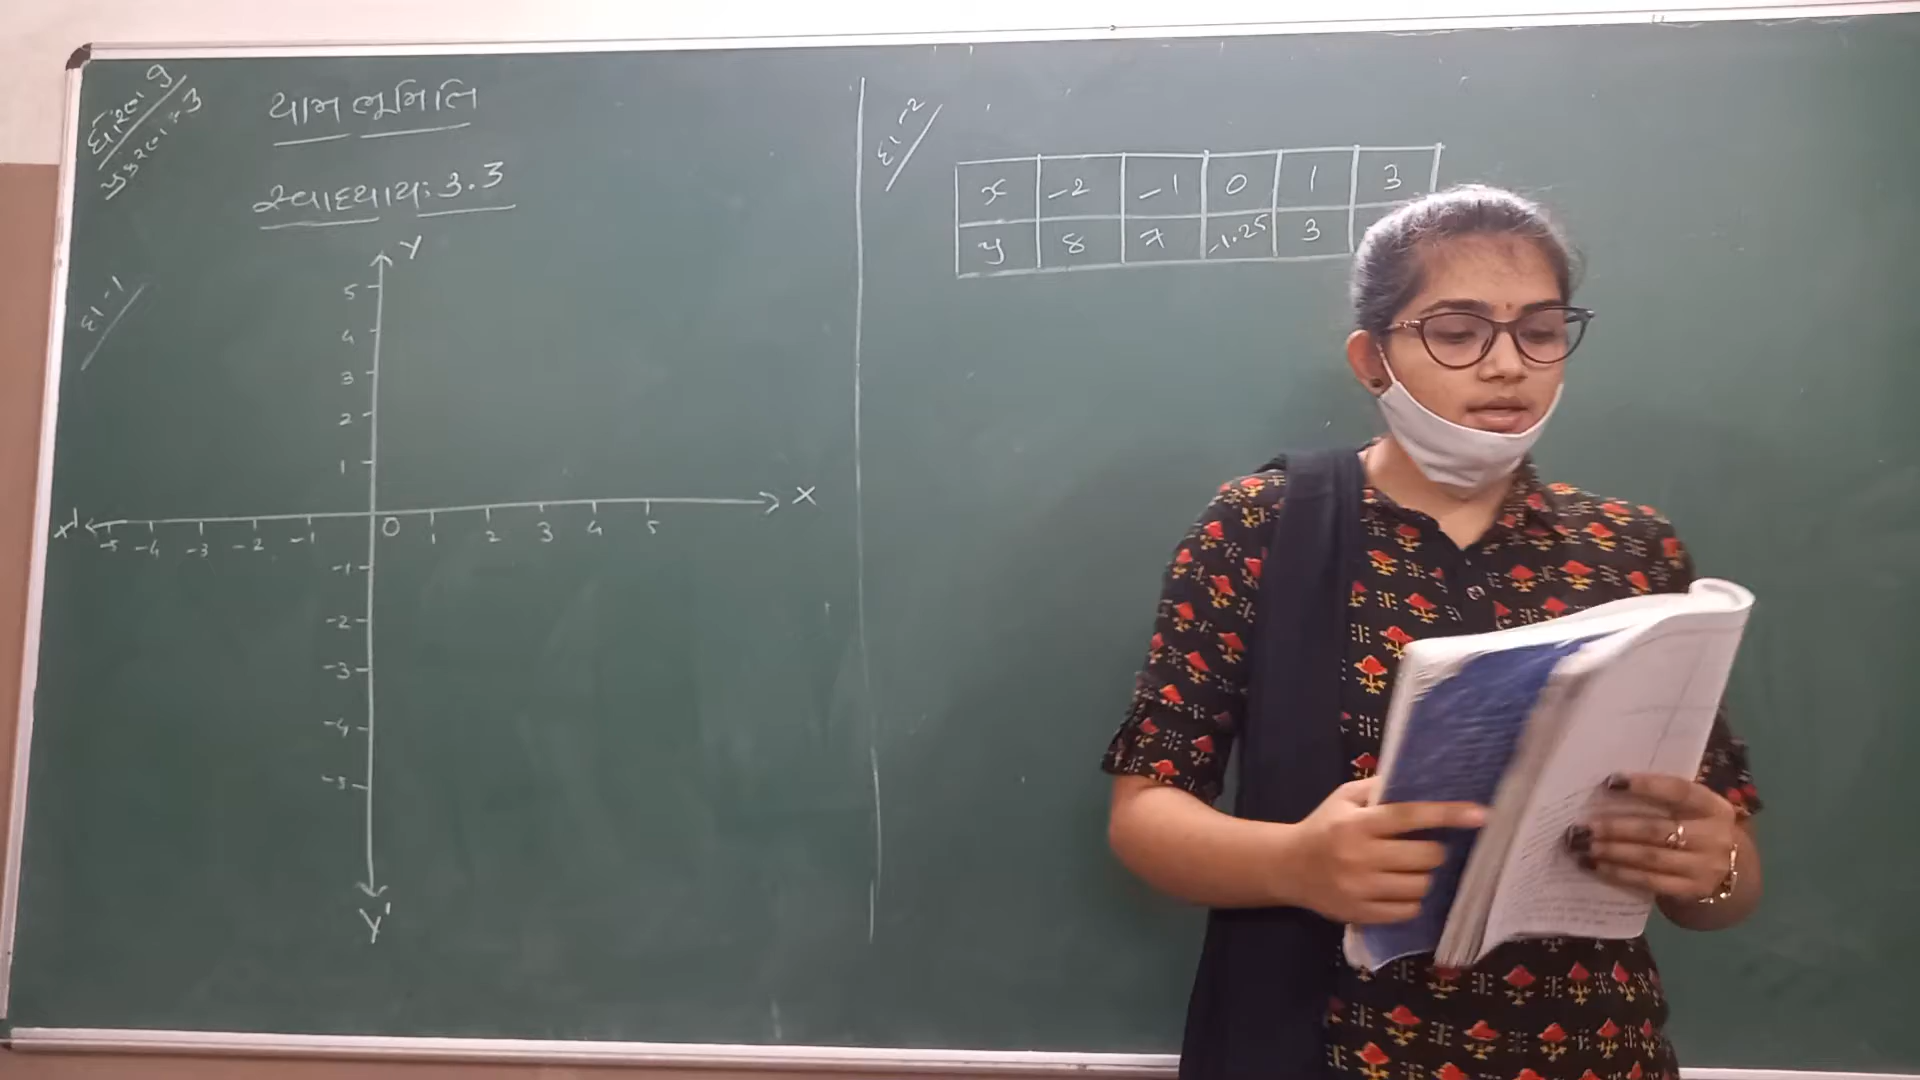 ધોરણ 9
પ્રકરણ :- 3
યામ ભૂમિતિ
સ્વાધ્યાય: 3.3
દા-1
Y
5
4
3
2
1
X' -5 -4 -3 -2 -1 0 1 2 3 4 5 X
-1
-2
-3
-4
-5
Y'
દા-2
x -2 -1 0 1 3
y 8 7 -1.25 3